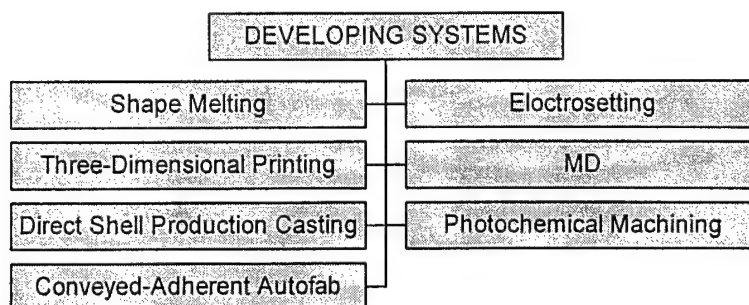 DEVELOPING SYSTEMS
Shape Melting
Eloctrosetting
Three-Dimensional Printing
MD
Direct Shell Production Casting
Photochemical Machining
Conveyed-Adherent Autofab